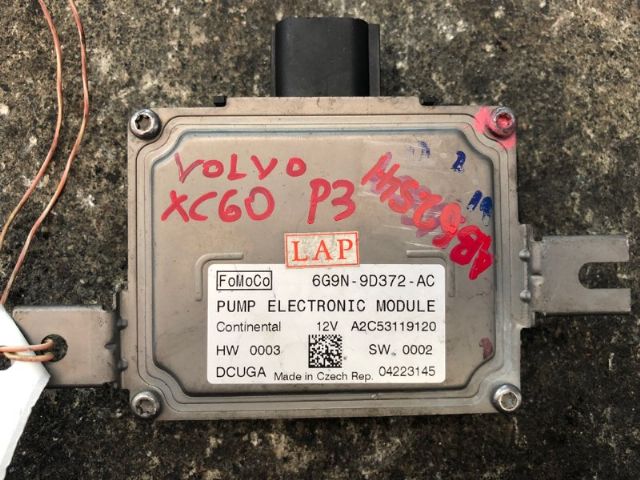 VOLVO
XC60 P3
LAP
FoMoCo 6G9N-9D372-AC
PUMP ELECTRONIC MODULE
Continental 12V A2C53119120
HW 0003 SW 0002
DCUGA Made in Czech Rep. 04223145